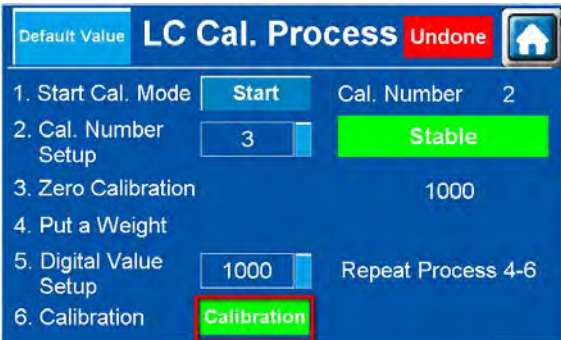 Default Value LC Cal. Process Undone
1. Start Cal. Mode Start Cal. Number 2
2. Cal. Number
Setup
3 Stable
3. Zero Calibration 1000
4. Put a Weight
5. Digital Value
Setup
1000 Repeat Process 4-6
6. Calibration Calibration